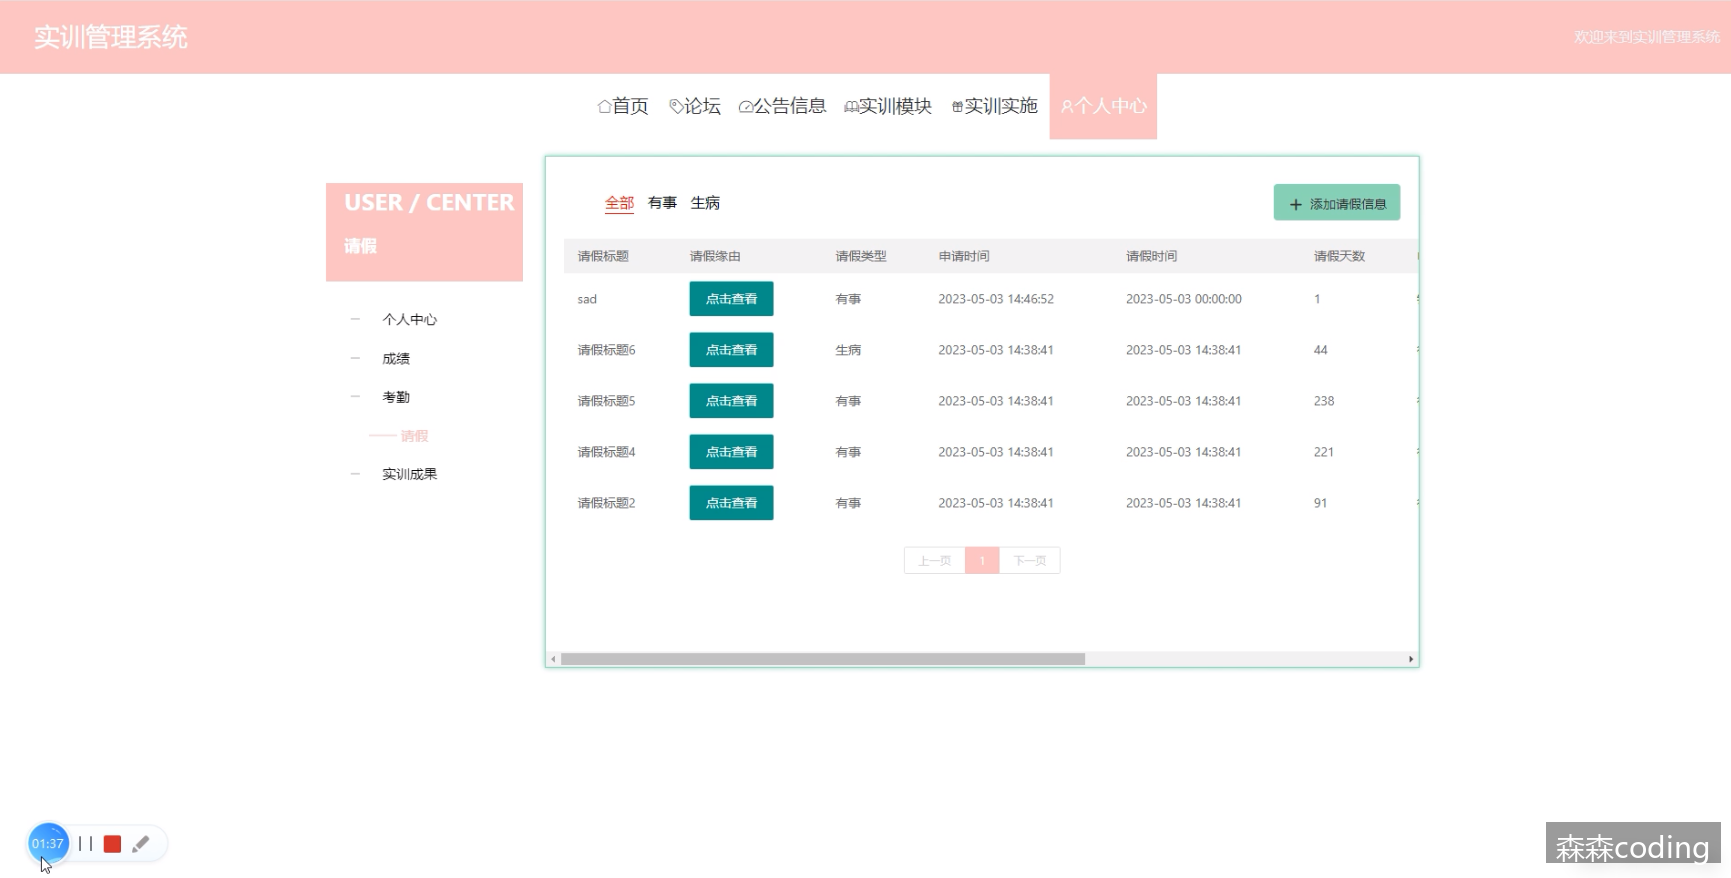 实训管理系统
欢迎来到实训管理系统
首页 论坛 公告信息 实训模块 实训实施 个人中心
USER / CENTER
请假
个人中心
成绩
考勤
请假
实训成果
全部 有事 生病
+ 添加请假信息
请假标题 请假缘由 请假类型 申请时间 请假时间 请假天数
sad 点击查看 有事 2023-05-03 14:46:52 2023-05-03 00:00:00 1
请假标题6 点击查看 生病 2023-05-03 14:38:41 2023-05-03 14:38:41 44
请假标题5 点击查看 有事 2023-05-03 14:38:41 2023-05-03 14:38:41 238
请假标题4 点击查看 有事 2023-05-03 14:38:41 2023-05-03 14:38:41 221
请假标题2 点击查看 有事 2023-05-03 14:38:41 2023-05-03 14:38:41 91
上一页 1 下一页
01:37
森森coding